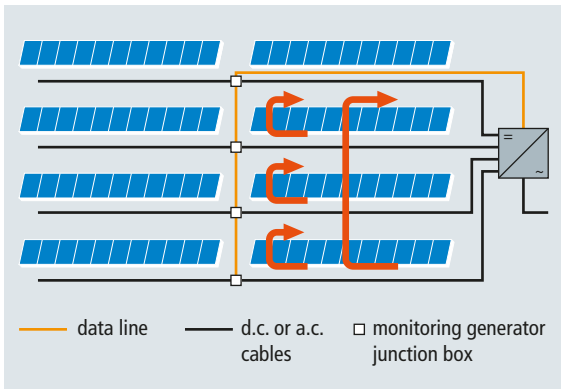 =
~
data line
d.c. or a.c.
cables
monitoring generator
junction box